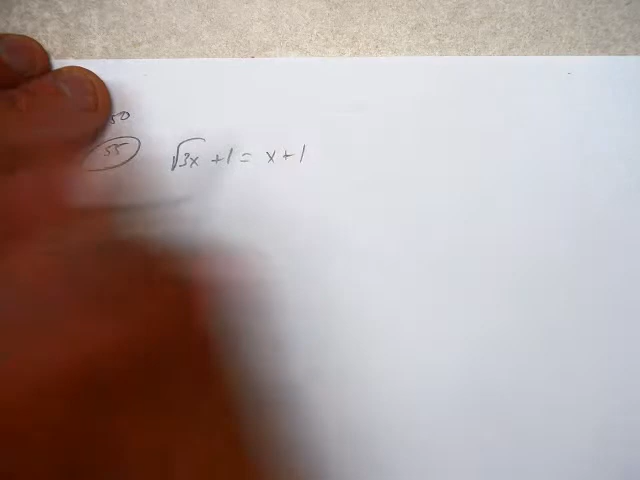 50
55 √3x + 1 = x + 1